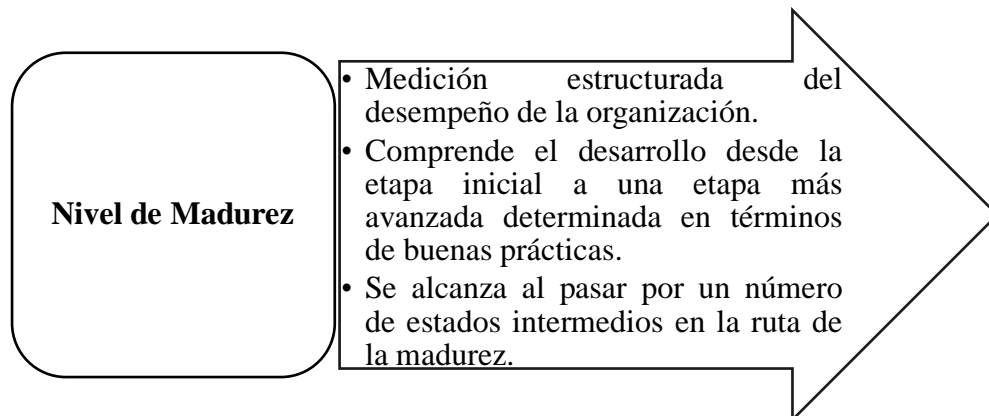 Nivel de Madurez
• Medición estructurada del
desempeño de la organización.
• Comprende el desarrollo desde la
etapa inicial a una etapa más
avanzada determinada en términos
de buenas prácticas.
• Se alcanza al pasar por un número
de estados intermedios en la ruta de
la madurez.